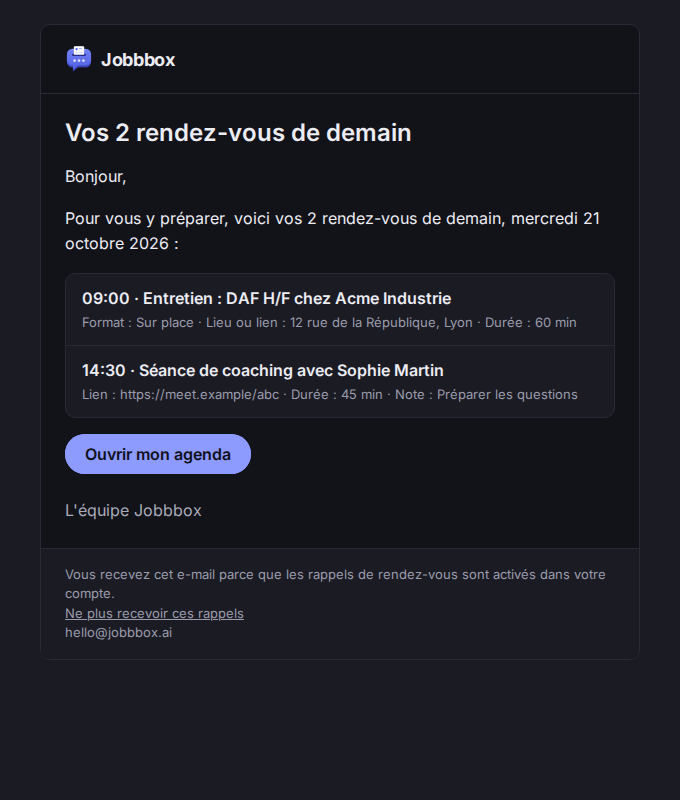 Jobbbox
Vos 2 rendez-vous de demain
Bonjour,
Pour vous y préparer, voici vos 2 rendez-vous de demain, mercredi 21
octobre 2026 :
09:00 · Entretien : DAF H/F chez Acme Industrie
Format : Sur place · Lieu ou lien : 12 rue de la République, Lyon · Durée : 60 min
14:30 · Séance de coaching avec Sophie Martin
Lien : https://meet.example/abc · Durée : 45 min · Note : Préparer les questions
Ouvrir mon agenda
L'équipe Jobbbox
Vous recevez cet e-mail parce que les rappels de rendez-vous sont activés dans votre
compte.
Ne plus recevoir ces rappels
hello@jobbbox.ai